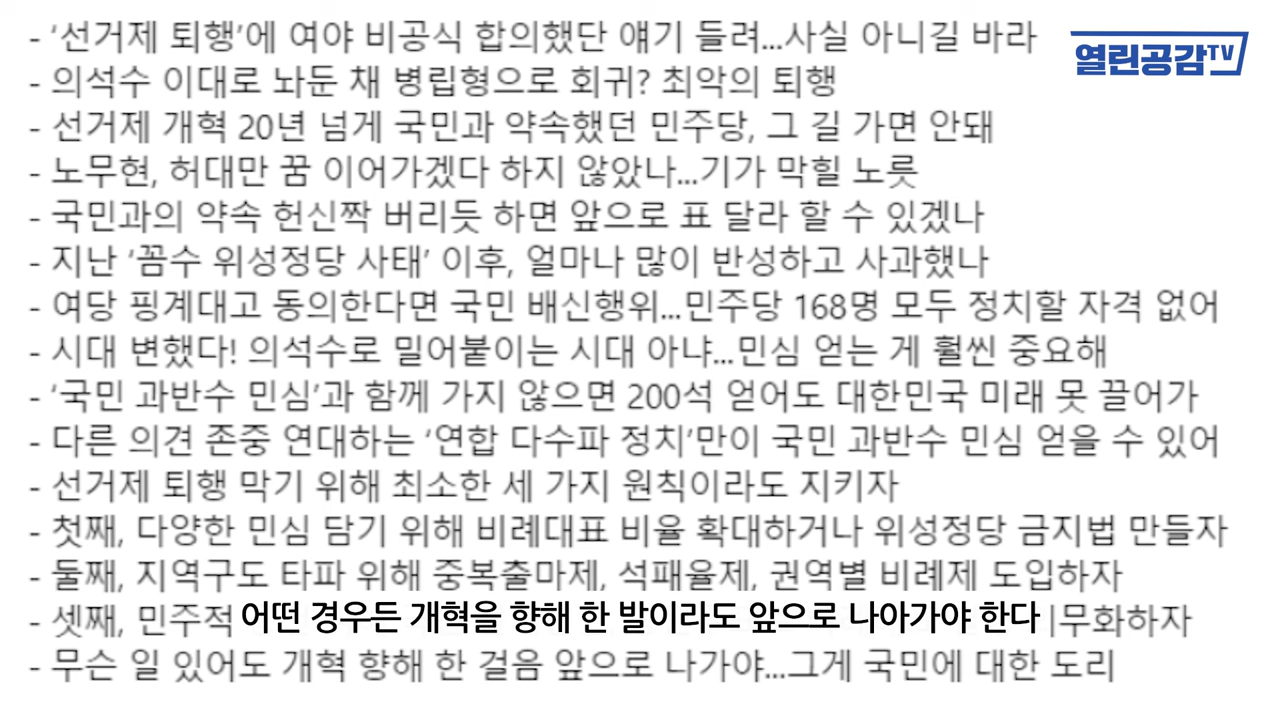 - ‘선거제 퇴행’에 여야 비공식 합의했단 얘기 들려...사실 아니길 바라
열린공감TV
- 의석수 이대로 놔둔 채 병립형으로 회귀? 최악의 퇴행
- 선거제 개혁 20년 넘게 국민과 약속했던 민주당, 그 길 가면 안돼
- 노무현, 허대만 꿈 이어가겠다 하지 않았나...기가 막힐 노릇
- 국민과의 약속 헌신짝 버리듯 하면 앞으로 표 달라 할 수 있겠나
- 지난 ‘꼼수 위성정당 사태’ 이후, 얼마나 많이 반성하고 사과했나
- 여당 핑계대고 동의한다면 국민 배신행위...민주당 168명 모두 정치할 자격 없어
- 시대 변했다! 의석수로 밀어붙이는 시대 아냐...민심 얻는 게 훨씬 중요해
- ‘국민 과반수 민심’과 함께 가지 않으면 200석 얻어도 대한민국 미래 못 끌어가
- 다른 의견 존중 연대하는 ‘연합 다수파 정치’만이 국민 과반수 민심 얻을 수 있어
- 선거제 퇴행 막기 위해 최소한 세 가지 원칙이라도 지키자
- 첫째, 다양한 민심 담기 위해 비례대표 비율 확대하거나 위성정당 금지법 만들자
- 둘째, 지역구도 타파 위해 중복출마제, 석패율제, 권역별 비례제 도입하자
- 셋째, 민주적 무화하자
어떤 경우든 개혁을 향해 한 발이라도 앞으로 나아가야 한다
- 무슨 일 있어도 개혁 향해 한 걸음 앞으로 나가야...그게 국민에 대한 도리